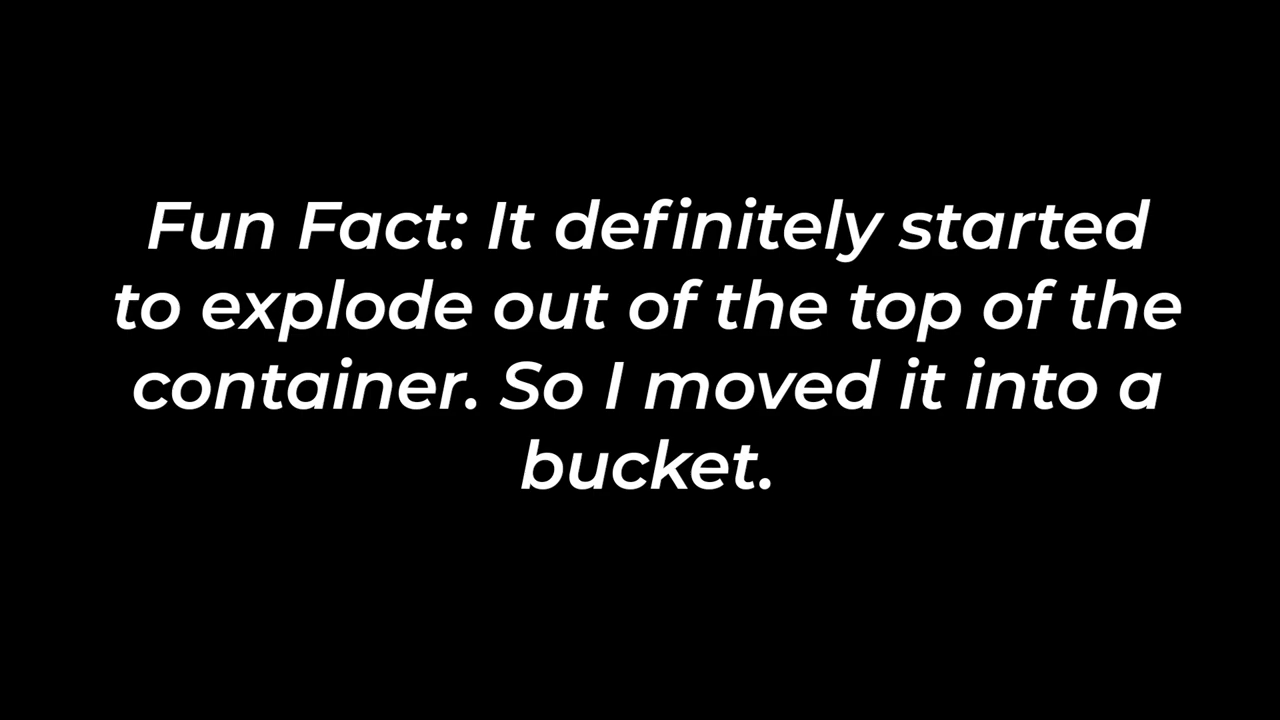 Fun Fact: It definitely started
to explode out of the top of the
container. So I moved it into a
bucket.